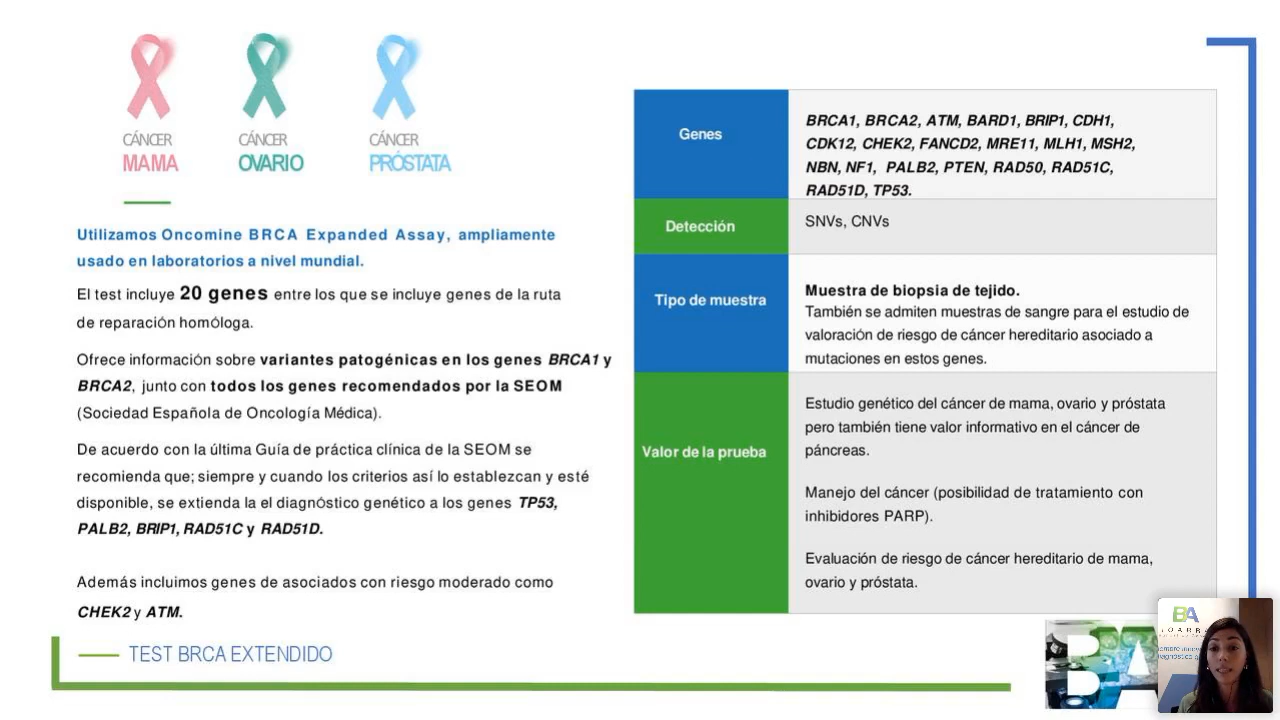 CÁNCER
MAMA
CÁNCER
OVARIO
CÁNCER
PRÓSTATA
Utilizamos Oncomine BRCA Expanded Assay, ampliamente
usado en laboratorios a nivel mundial.
El test incluye 20 genes entre los que se incluye genes de la ruta
de reparación homóloga.
Ofrece información sobre variantes patogénicas en los genes BRCA1 y
BRCA2, junto con todos los genes recomendados por la SEOM
(Sociedad Española de Oncología Médica).
De acuerdo con la última Guía de práctica clínica de la SEOM se
recomienda que; siempre y cuando los criterios así lo establezcan y esté
disponible, se extienda la el diagnóstico genético a los genes TP53,
PALB2, BRIP1, RAD51C y RAD51D.
Además incluimos genes de asociados con riesgo moderado como
CHEK2 y ATM.
TEST BRCA EXTENDIDO
Genes
BRCA1, BRCA2, ATM, BARD1, BRIP1, CDH1,
CDK12, CHEK2, FANCD2, MRE11, MLH1, MSH2,
NBN, NF1, PALB2, PTEN, RAD50, RAD51C,
RAD51D, TP53.
Detección
SNVs, CNVs
Tipo de muestra
Muestra de biopsia de tejido.
También se admiten muestras de sangre para el estudio de
valoración de riesgo de cáncer hereditario asociado a
mutaciones en estos genes.
Valor de la prueba
Estudio genético del cáncer de mama, ovario y próstata
pero también tiene valor informativo en el cáncer de
páncreas.
Manejo del cáncer (posibilidad de tratamiento con
inhibidores PARP).
Evaluación de riesgo de cáncer hereditario de mama,
ovario y próstata.
BA
BA